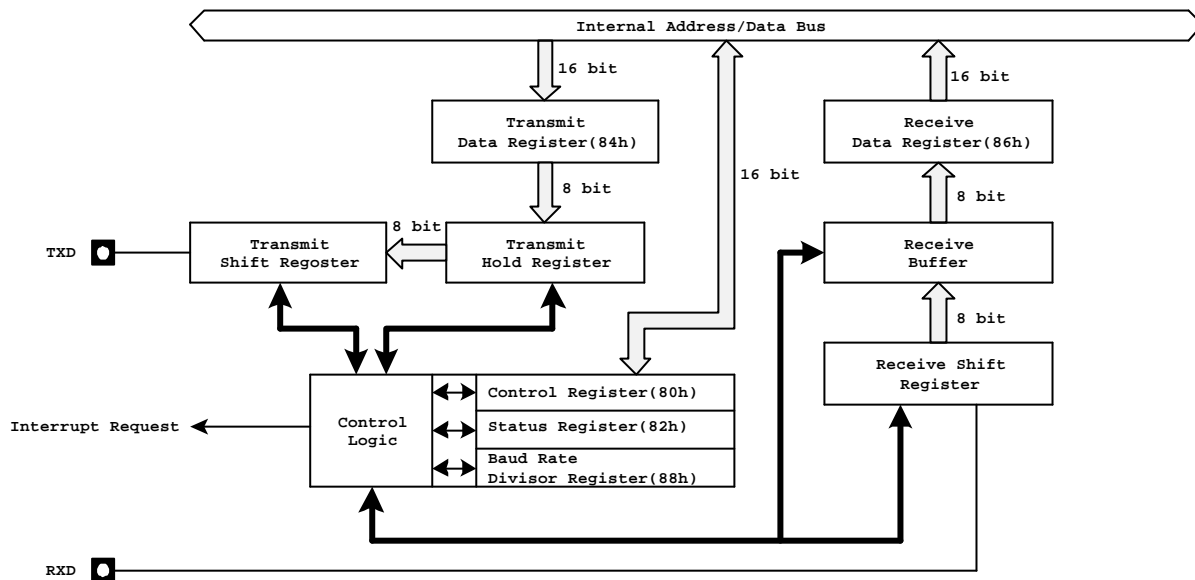 Internal Address/Data Bus
16 bit
16 bit
Transmit
Data Register(84h)
Receive
Data Register(86h)
16 bit
8 bit
8 bit
8 bit
TXD
Transmit
Shift Regoster
Transmit
Hold Register
Receive
Buffer
8 bit
Receive Shift
Register
Control Register(80h)
Interrupt Request
Control
Logic
Status Register(82h)
Baud Rate
Divisor Register(88h)
RXD